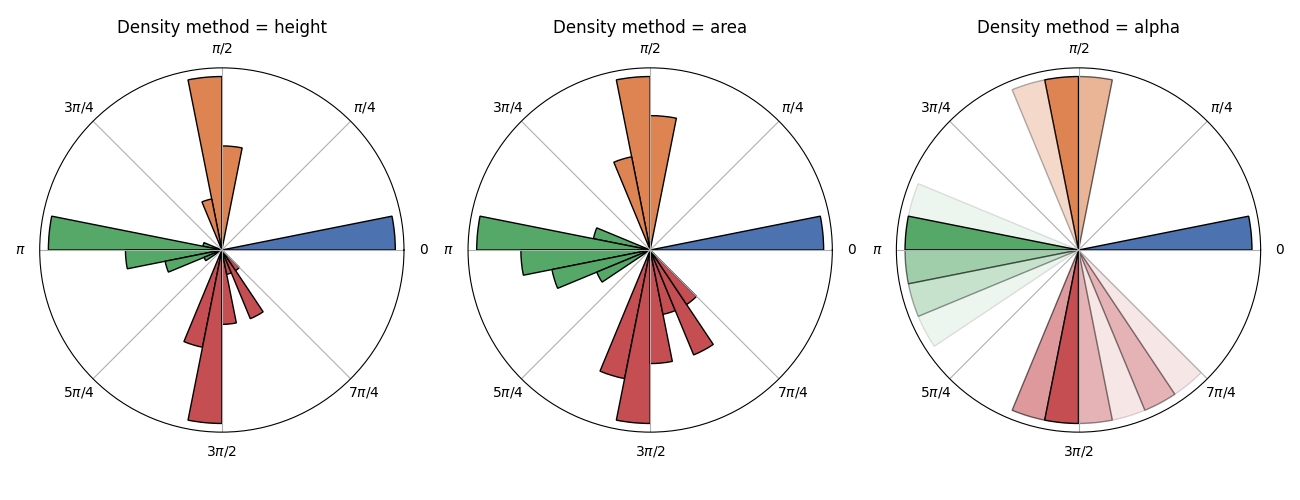 Density method = height
π/2
3π/4
π/4
π
0
5π/4
7π/4
3π/2
Density method = area
π/2
3π/4
π/4
π
0
5π/4
7π/4
3π/2
Density method = alpha
π/2
3π/4
π/4
π
0
5π/4
7π/4
3π/2